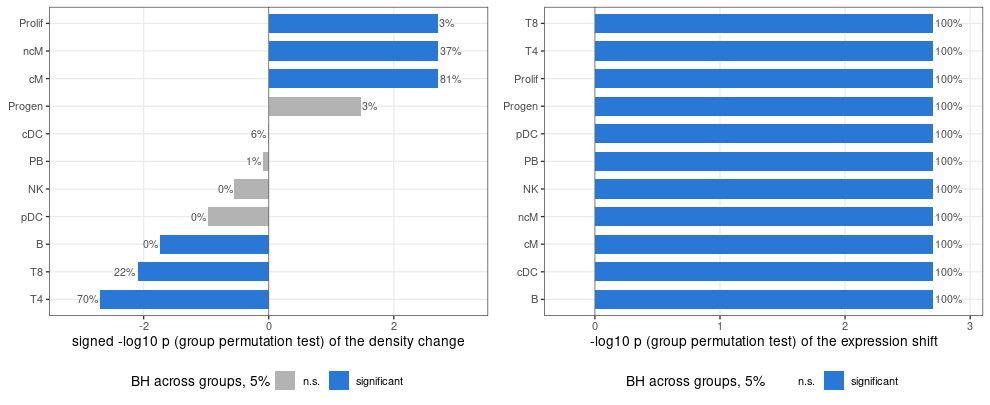 Prolif 3%
ncM 37%
cM 81%
Progen 3%
cDC 6%
PB 1%
NK 0%
pDC 0%
B 0%
T8 22%
T4 70%
-2 0 2
signed -log10 p (group permutation test) of the density change
BH across groups, 5% n.s. significant
T8 100%
T4 100%
Prolif 100%
Progen 100%
pDC 100%
PB 100%
NK 100%
ncM 100%
cM 100%
cDC 100%
B 100%
0 1 2 3
-log10 p (group permutation test) of the expression shift
BH across groups, 5% n.s. significant